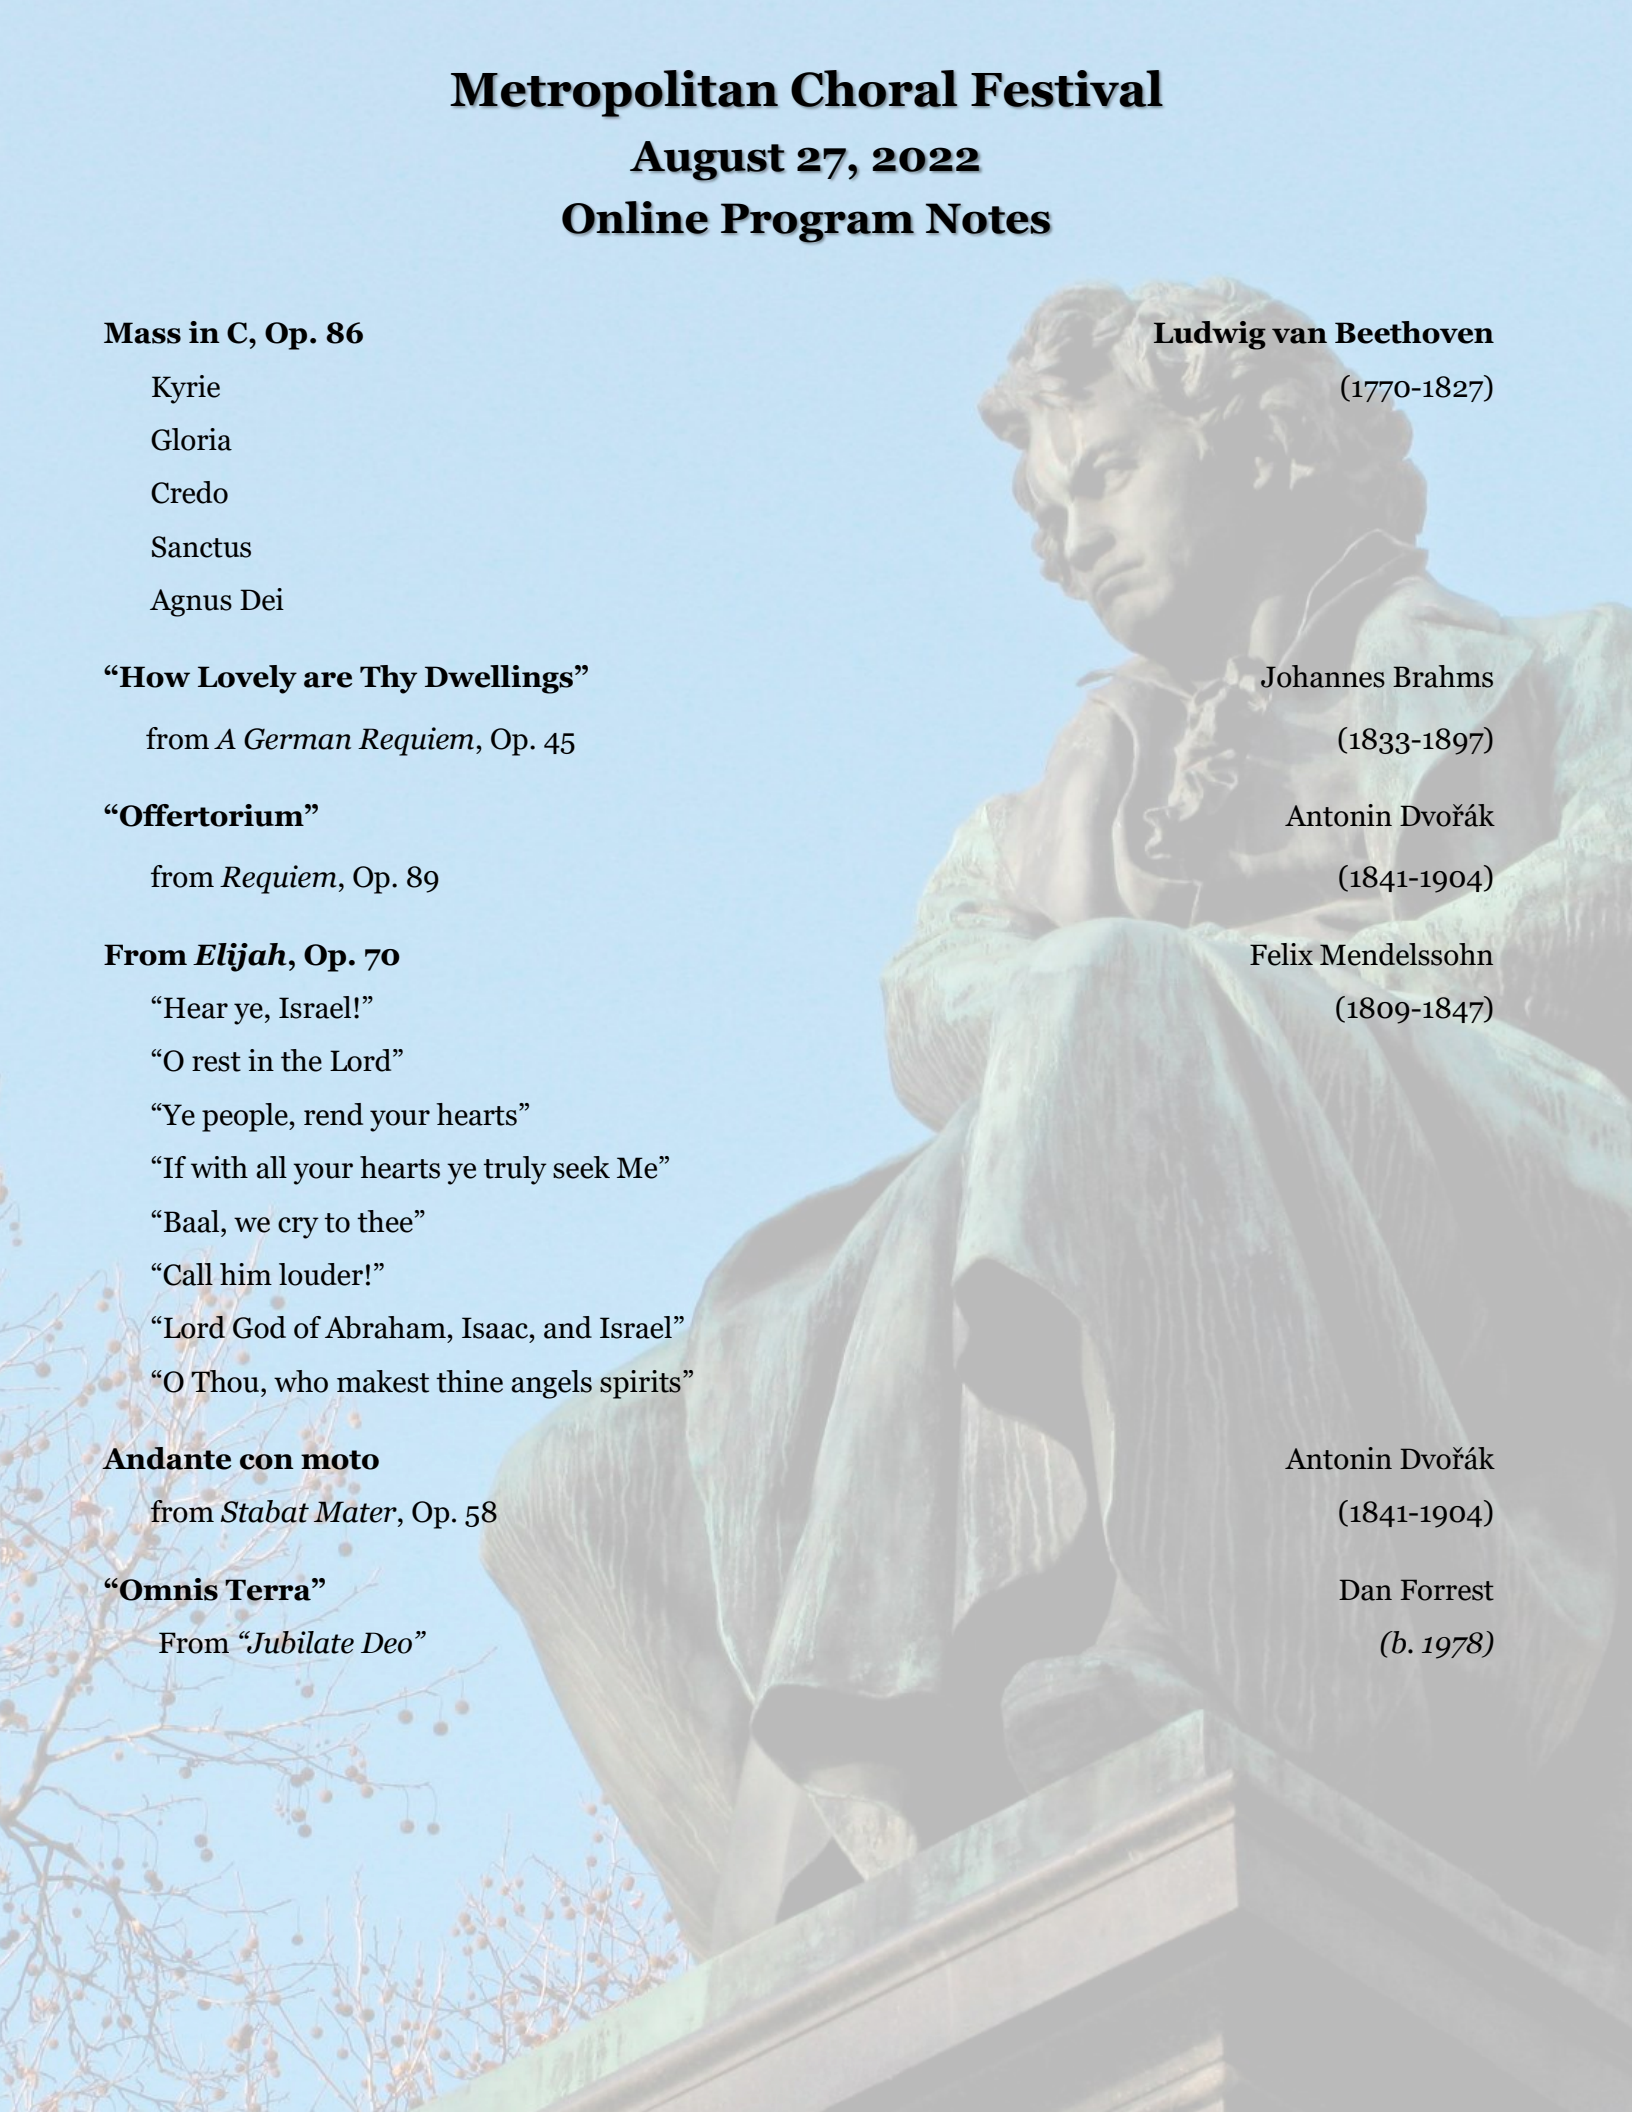 Metropolitan Choral Festival
August 27, 2022
Online Program Notes
Mass in C, Op. 86 Ludwig van Beethoven
Kyrie (1770-1827)
Gloria
Credo
Sanctus
Agnus Dei
“How Lovely are Thy Dwellings” Johannes Brahms
from A German Requiem, Op. 45 (1833-1897)
“Offertorium” Antonin Dvořák
from Requiem, Op. 89 (1841-1904)
From Elijah, Op. 70 Felix Mendelssohn
“Hear ye, Israel!” (1809-1847)
“O rest in the Lord”
“Ye people, rend your hearts”
“If with all your hearts ye truly seek Me”
“Baal, we cry to thee”
“Call him louder!”
“Lord God of Abraham, Isaac, and Israel”
“O Thou, who makest thine angels spirits”
Andante con moto Antonin Dvořák
from Stabat Mater, Op. 58 (1841-1904)
“Omnis Terra” Dan Forrest
From “Jubilate Deo” (b. 1978)